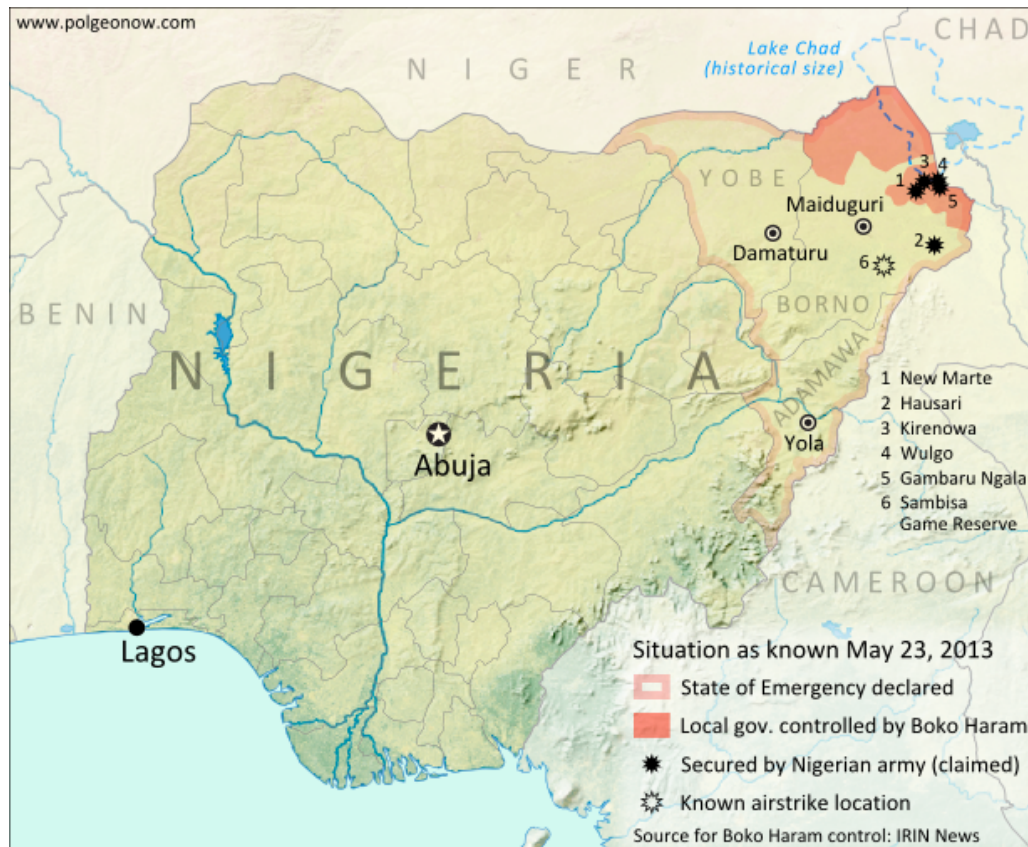 www.polgeonow.com
CHAD
Lake Chad
(historical size)
NIGER
YOBE
3
4
1
5
Maiduguri
Damaturu
2
6
BENIN
BORNO
NIGERIA
ADAMAWA
1 New Marte
2 Hausari
3 Kirenowa
4 Wulgo
5 Gambaru Ngala
6 Sambisa
Game Reserve
Yola
Abuja
CAMEROON
Lagos
Situation as known May 23, 2013
State of Emergency declared
Local gov. controlled by Boko Haram
Secured by Nigerian army (claimed)
Known airstrike location
Source for Boko Haram control: IRIN News